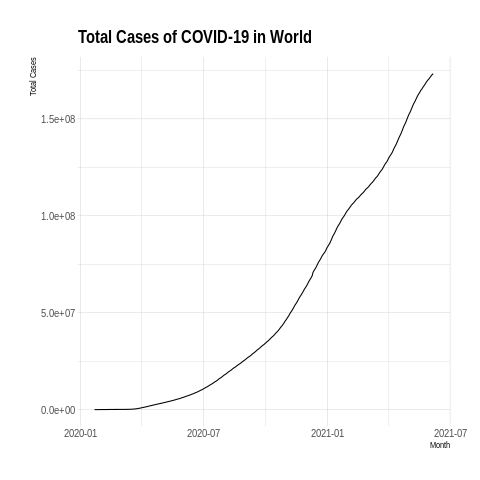 Total Cases of COVID-19 in World
Total Cases
1.5e+08
1.0e+08
5.0e+07
0.0e+00
2020-01 2020-07 2021-01 2021-07
Month